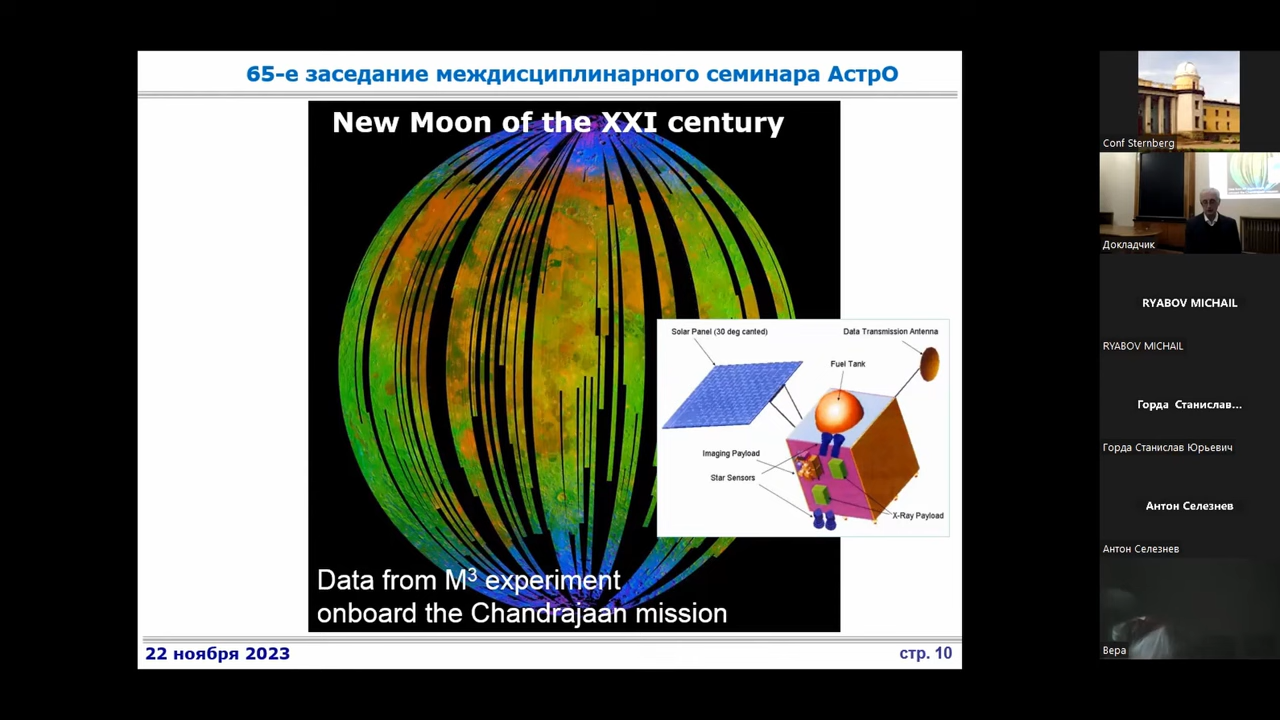 65-е заседание междисциплинарного семинара АстрО
New Moon of the XXI century
Solar Panel (30 deg canted)
Data Transmission Antenna
Fuel Tank
Imaging Payload
Star Sensors
X-Ray Payload
Data from M³ experiment
onboard the Chandrajaan mission
22 ноября 2023
стр. 10
Conf Sternberg
Докладчик
RYABOV MICHAIL
RYABOV MICHAIL
Горда Станислав...
Горда Станислав Юрьевич
Антон Селезнев
Антон Селезнев
Вера